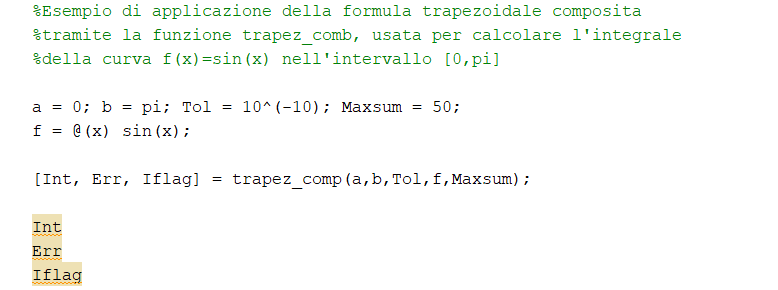 %Esempio di applicazione della formula trapezoidale composita
%tramite la funzione trapez_comb, usata per calcolare l'integrale
%della curva f(x)=sin(x) nell'intervallo [0,pi]
a = 0; b = pi; Tol = 10^(-10); Maxsum = 50;
f = @(x) sin(x);
[Int, Err, Iflag] = trapez_comp(a,b,Tol,f,Maxsum);
Int
Err
Iflag